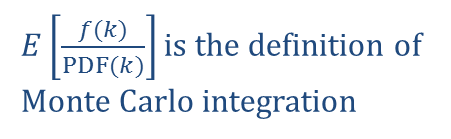 E [f(k)/PDF(k)] is the definition of
Monte Carlo integration